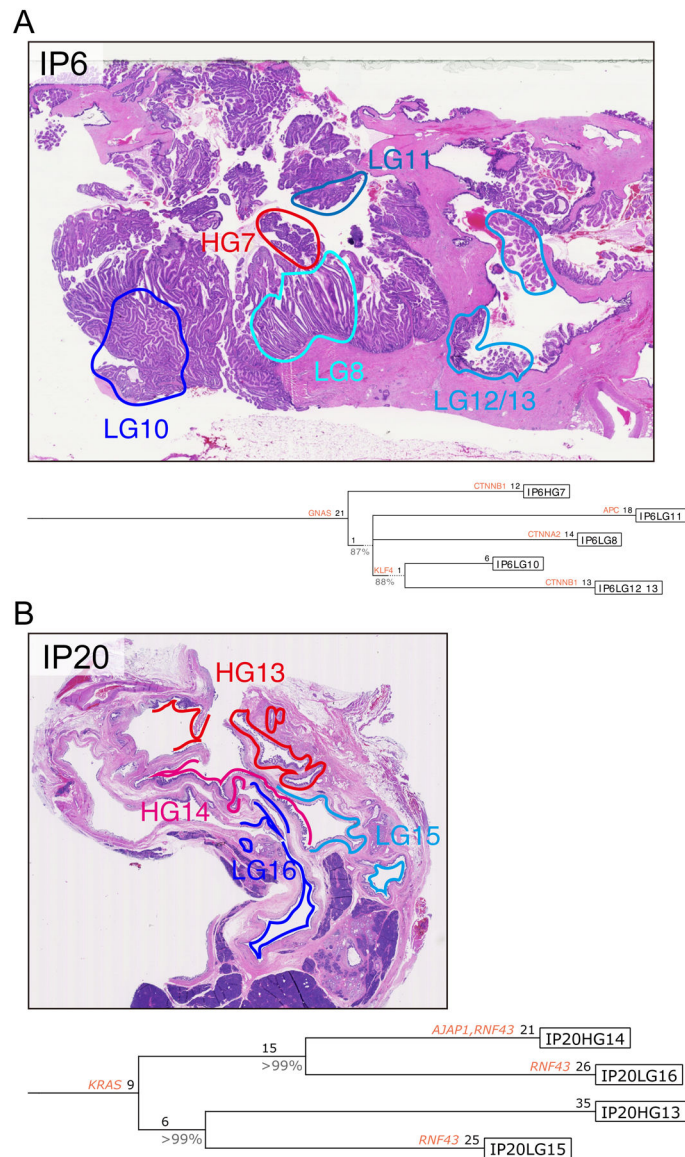 A
IP6
LG11
HG7
LG8
LG12/13
LG10
CTNNB1 12 IP6HG7
GNAS 21
APC 18 IP6LG11
1
CTNNA2 14 IP6LG8
87%
6 IP6LG10
KLF4 1
88%
CTNNB1 13 IP6LG12 13
B
IP20
HG13
HG14
LG15
LG16
AJAP1,RNF43 21 IP20HG14
15
>99%
RNF43 26 IP20LG16
KRAS 9
35 IP20HG13
6
>99%
RNF43 25 IP20LG15